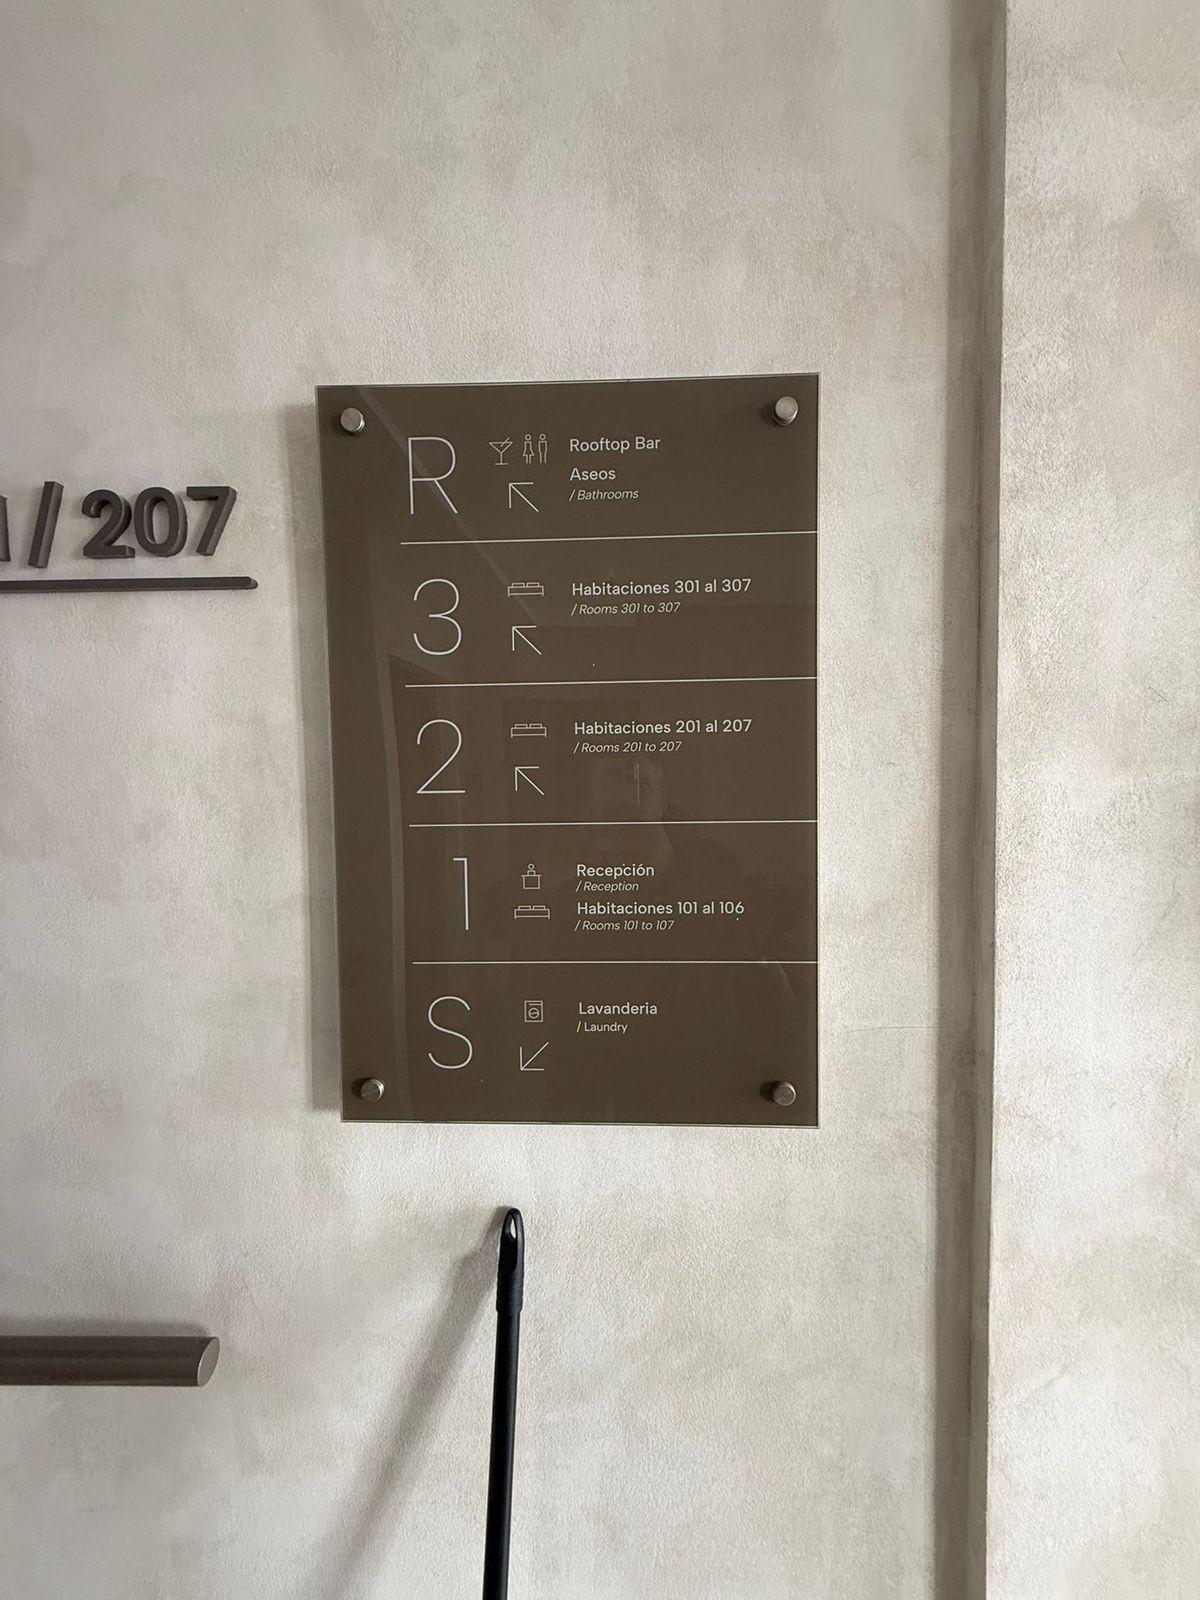 1 / 207
R
Rooftop Bar
Aseos
/ Bathrooms
3
Habitaciones 301 al 307
/ Rooms 301 to 307
2
Habitaciones 201 al 207
/ Rooms 201 to 207
1
Recepción
/ Reception
Habitaciones 101 al 106
/ Rooms 101 to 107
S
Lavanderia
/ Laundry